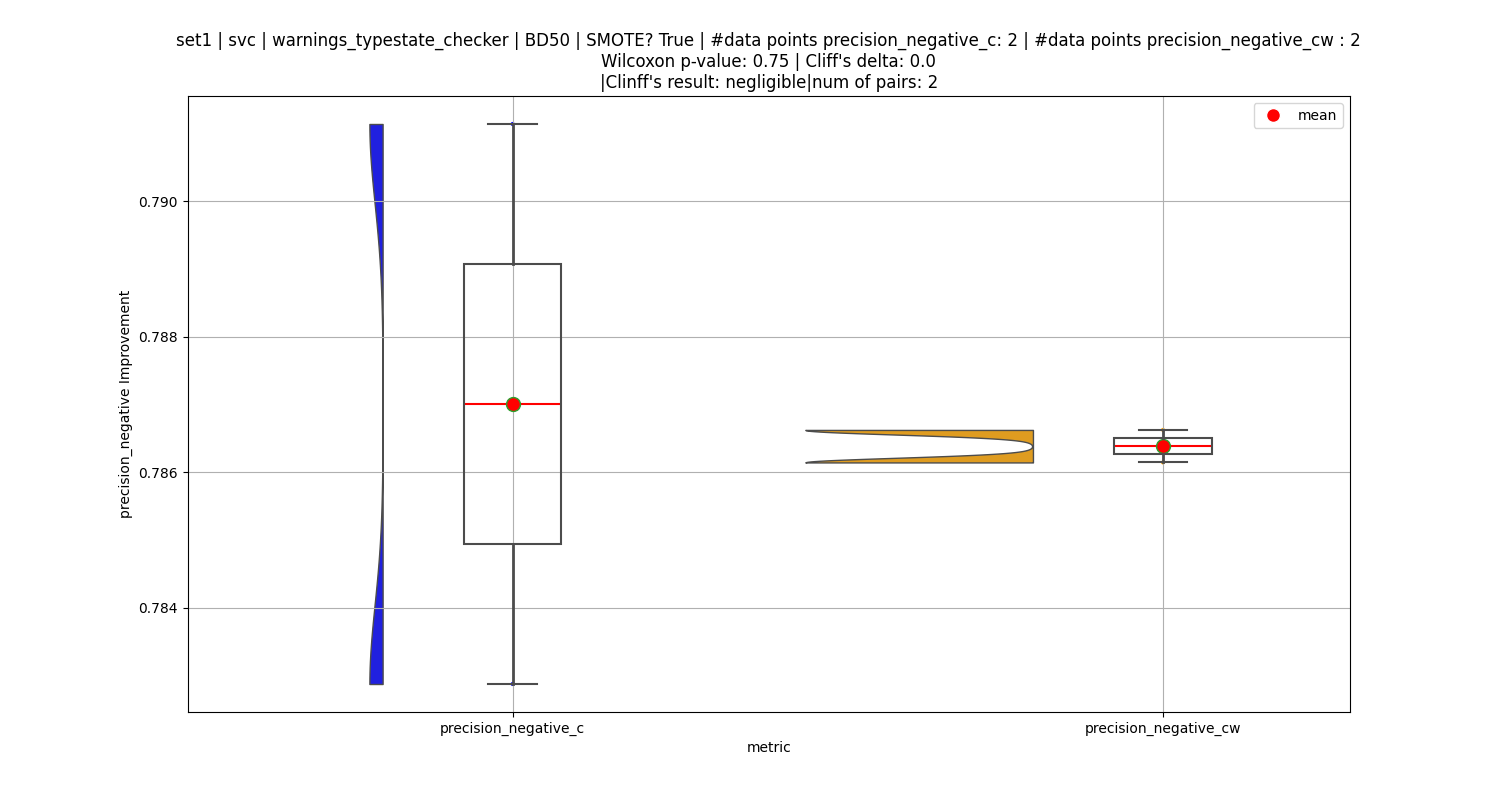 set1 | svc | warnings_typestate_checker | BD50 | SMOTE? True | #data points precision_negative_c: 2 | #data points precision_negative_cw : 2
Wilcoxon p-value: 0.75 | Cliff's delta: 0.0
|Clinff's result: negligible|num of pairs: 2
mean
0.790
0.788
0.786
0.784
precision_negative Improvement
precision_negative_c
precision_negative_cw
metric